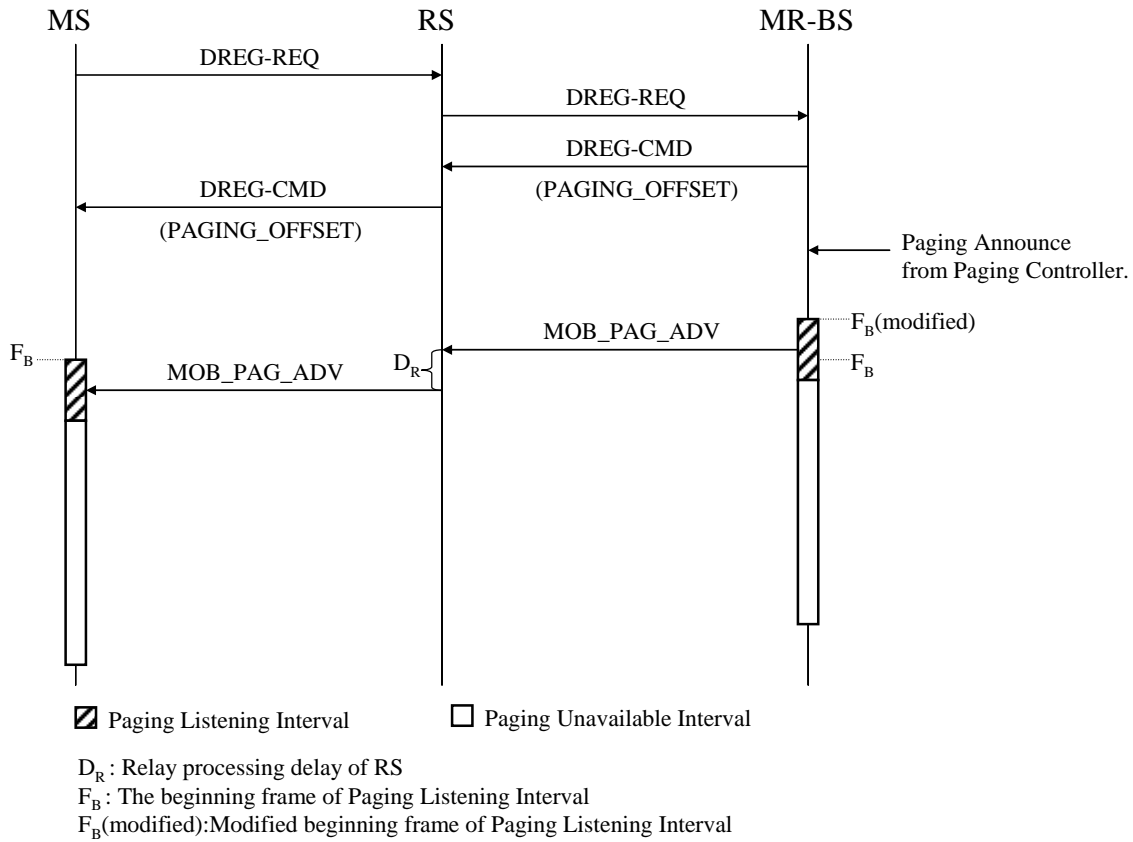 MS RS MR-BS
DREG-REQ
DREG-REQ
DREG-CMD
(PAGING_OFFSET)
DREG-CMD
(PAGING_OFFSET)
Paging Announce
from Paging Controller.
F_B(modified)
MOB_PAG_ADV
F_B
D_R
F_B
MOB_PAG_ADV
Paging Listening Interval
Paging Unavailable Interval
D_R : Relay processing delay of RS
F_B : The beginning frame of Paging Listening Interval
F_B(modified):Modified beginning frame of Paging Listening Interval